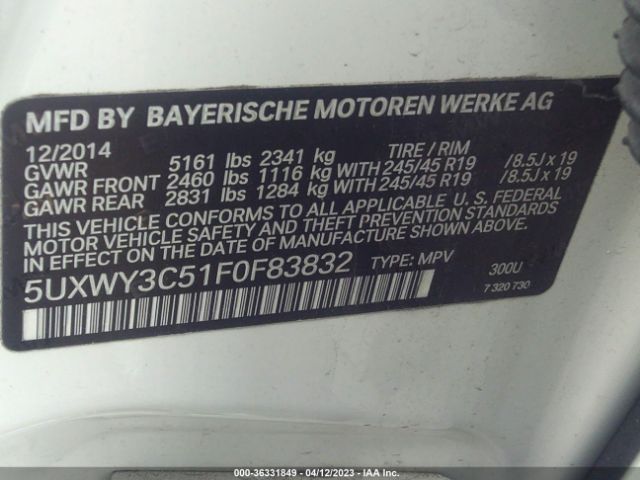 MFD BY BAYERISCHE MOTOREN WERKE AG
12/2014 TIRE / RIM
GVWR 5161 lbs 2341 kg
GAWR FRONT 2460 lbs 1116 kg WITH 245/45 R19 /8.5J x 19
GAWR REAR 2831 lbs 1284 kg WITH 245/45 R19 /8.5J x 19
THIS VEHICLE CONFORMS TO ALL APPLICABLE U. S. FEDERAL
MOTOR VEHICLE SAFETY AND THEFT PREVENTION STANDARDS
IN EFFECT ON THE DATE OF MANUFACTURE SHOWN ABOVE.
5UXWY3C51F0F83832 TYPE: MPV 300U
7 320 730
00-36331849 - 04/12/2023 - IAA Inc.